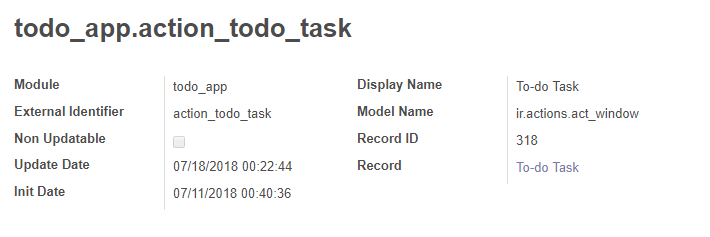 todo_app.action_todo_task
Module todo_app Display Name To-do Task
External Identifier action_todo_task Model Name ir.actions.act_window
Non Updatable Record ID 318
Update Date 07/18/2018 00:22:44 Record To-do Task
Init Date 07/11/2018 00:40:36